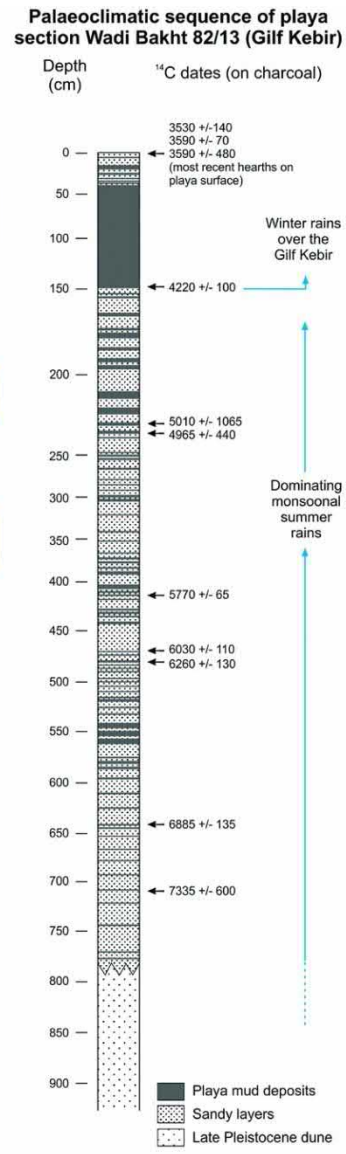 Palaeoclimatic sequence of playa
section Wadi Bakht 82/13 (Gilf Kebir)
Depth
(cm)
14C dates (on charcoal)
3530 +/-140
3590 +/- 70
0
3590 +/- 480
(most recent hearths on
playa surface)
50
100
Winter rains
over the
Gilf Kebir
150
4220 +/- 100
200
5010 +/- 1065
4965 +/- 440
250
300
Dominating
monsoonal
summer
rains
350
400
5770 +/- 65
450
6030 +/- 110
6260 +/- 130
500
550
600
650
6885 +/- 135
700
7335 +/- 600
750
800
850
900
Playa mud deposits
Sandy layers
Late Pleistocene dune